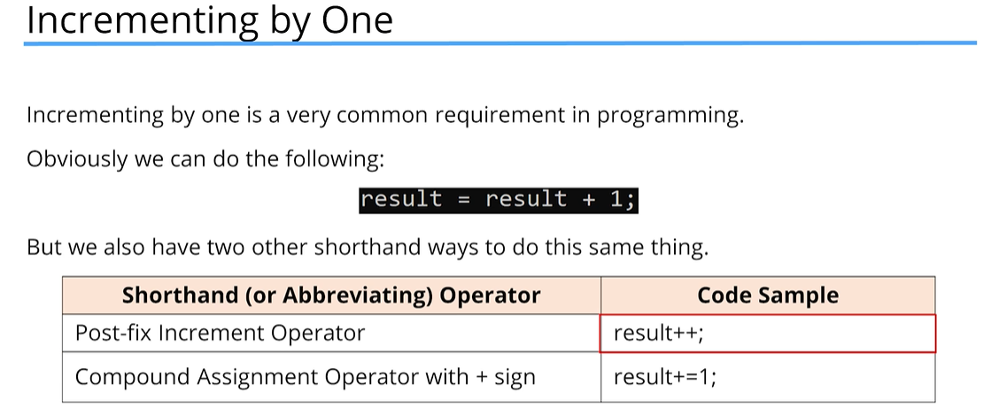 Incrementing by One
Incrementing by one is a very common requirement in programming.
Obviously we can do the following:
result = result + 1;
But we also have two other shorthand ways to do this same thing.
Shorthand (or Abbreviating) Operator Code Sample
Post-fix Increment Operator result++;
Compound Assignment Operator with + sign result+=1;